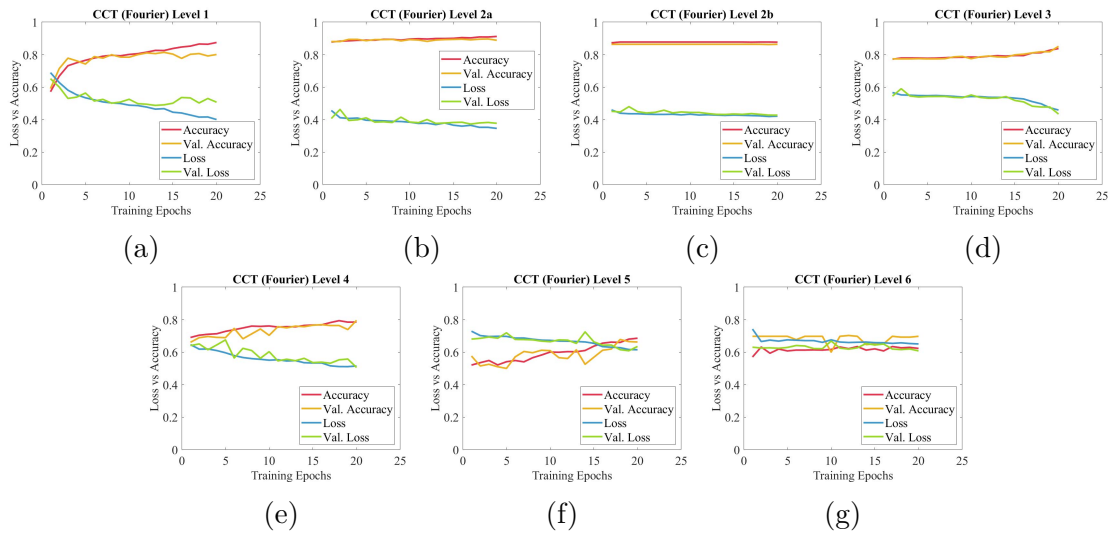 CCT (Fourier) Level 1
Loss vs Accuracy
1
0.8
0.6
0.4
0.2
0
0 5 10 15 20 25
Training Epochs
Accuracy
Val. Accuracy
Loss
Val. Loss
(a)
CCT (Fourier) Level 2a
Loss vs Accuracy
1
0.8
0.6
0.4
0.2
0
0 5 10 15 20 25
Training Epochs
Accuracy
Val. Accuracy
Loss
Val. Loss
(b)
CCT (Fourier) Level 2b
Loss vs Accuracy
1
0.8
0.6
0.4
0.2
0
0 5 10 15 20 25
Training Epochs
Accuracy
Val. Accuracy
Loss
Val. Loss
(c)
CCT (Fourier) Level 3
Loss vs Accuracy
1
0.8
0.6
0.4
0.2
0
0 5 10 15 20 25
Training Epochs
Accuracy
Val. Accuracy
Loss
Val. Loss
(d)
CCT (Fourier) Level 4
Loss vs Accuracy
1
0.8
0.6
0.4
0.2
0
0 5 10 15 20 25
Training Epochs
Accuracy
Val. Accuracy
Loss
Val. Loss
(e)
CCT (Fourier) Level 5
Loss vs Accuracy
1
0.8
0.6
0.4
0.2
0
0 5 10 15 20 25
Training Epochs
Accuracy
Val. Accuracy
Loss
Val. Loss
(f)
CCT (Fourier) Level 6
Loss vs Accuracy
1
0.8
0.6
0.4
0.2
0
0 5 10 15 20 25
Training Epochs
Accuracy
Val. Accuracy
Loss
Val. Loss
(g)